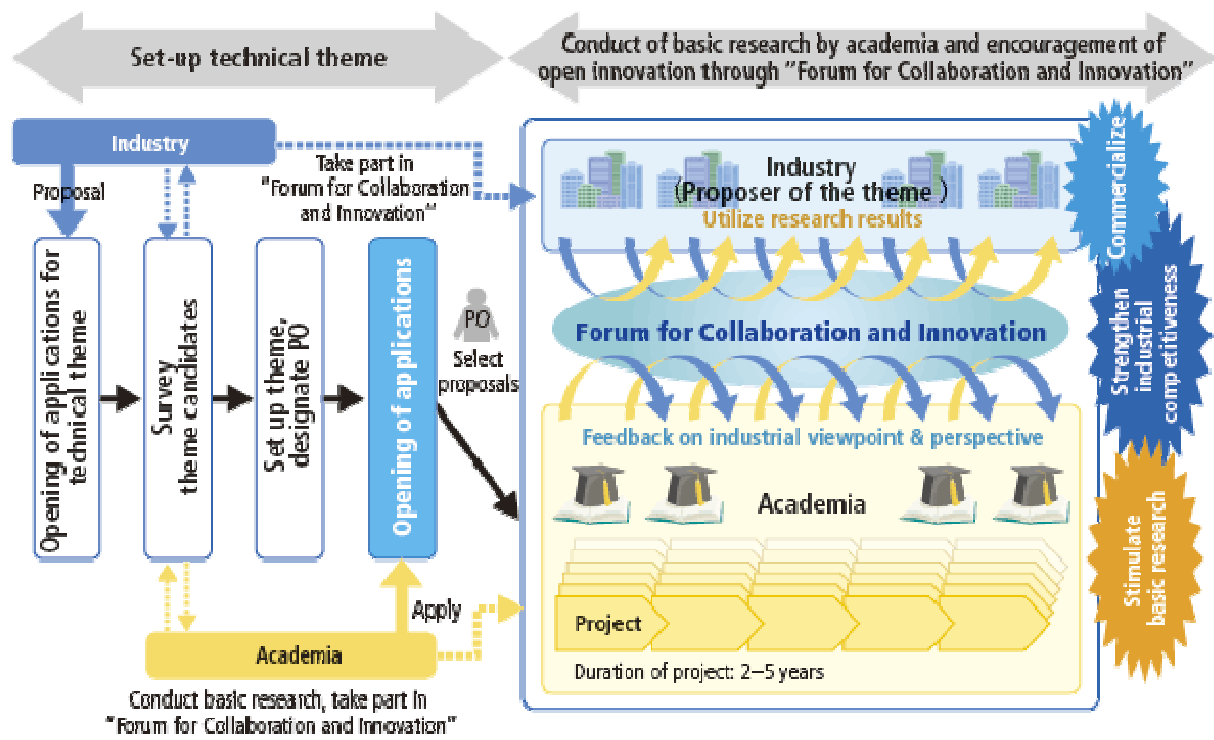 Set-up technical theme
Conduct of basic research by academia and encouragement of
open innovation through "Forum for Collaboration and Innovation"
Industry
Proposal
Take part in
"Forum for Collaboration
and Innovation"
Opening of applications for
technical theme
Survey
theme candidates
Set up theme,
designate PO
Opening of applications
PO
Select
proposals
Apply
Academia
Conduct basic research, take part in
"Forum for Collaboration and Innovation"
Industry
(Proposer of the theme )
Utilize research results
Forum for Collaboration and Innovation
Feedback on industrial viewpoint & perspective
Academia
Project
Duration of project: 2–5 years
Commercialize
Strengthen
industrial
competitiveness
Stimulate
basic research